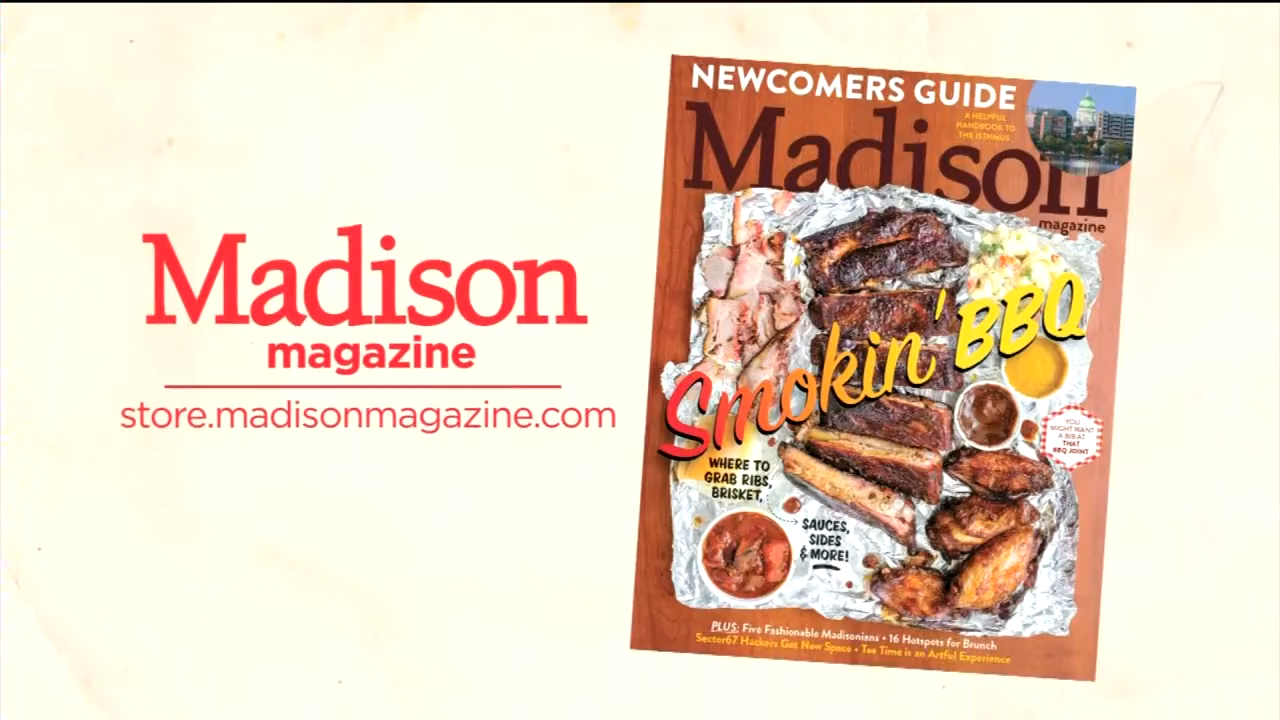 Madison
magazine
store.madisonmagazine.com
NEWCOMERS GUIDE
A HELPFUL
HANDBOOK TO
THE ISTHMUS
Madison
magazine
Smokin' BBQ
YOU
MIGHT WANT
A BIB AT
THAT
BBQ JOINT
WHERE TO
GRAB RIBS,
BRISKET,
SAUCES,
SIDES
& MORE!
PLUS: Five Fashionable Madisonians • 16 Hotspots for Brunch
Sector67 Hackers Get New Space • Tee Time is an Artful Experience